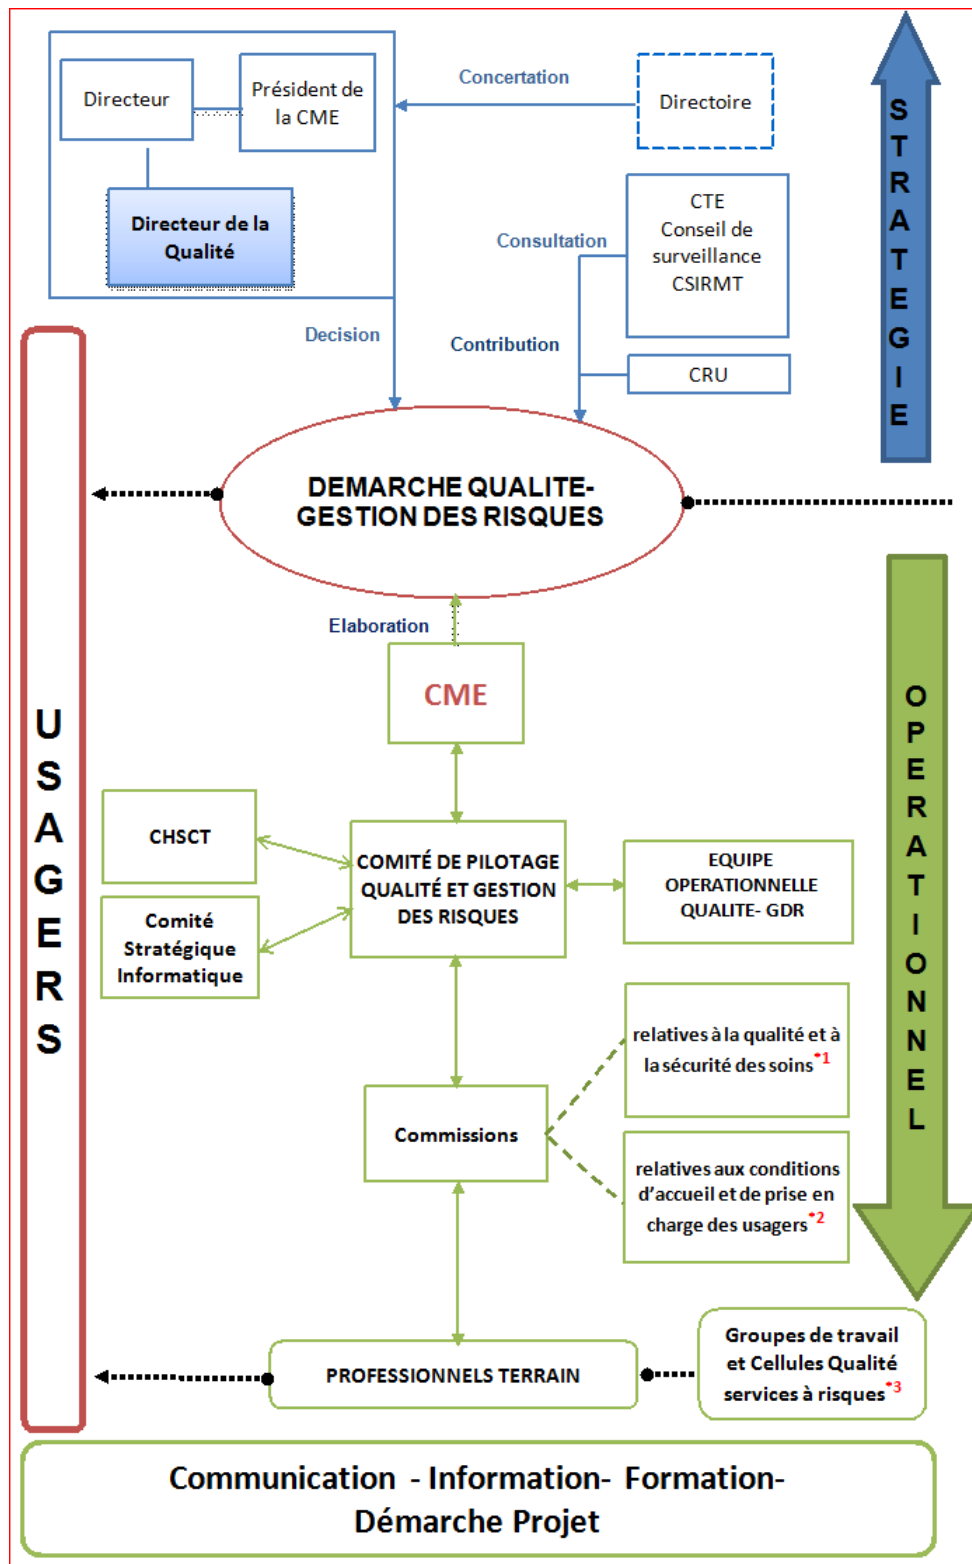 Directeur
Président de
la CME
Directeur de la
Qualité
Concertation
Directoire
CTE
Conseil de
surveillance
CSIRMT
Consultation
Decision
Contribution
CRU
STRATEGIE
DEMARCHE QUALITE-
GESTION DES RISQUES
Elaboration
CME
USAGERS
OPERATIONNEL
CHSCT
COMITÉ DE PILOTAGE
QUALITÉ ET GESTION
DES RISQUES
EQUIPE
OPERATIONNELLE
QUALITE- GDR
Comité
Stratégique
Informatique
relatives à la qualité et à
la sécurité des soins*1
Commissions
relatives aux conditions
d'accueil et de prise en
charge des usagers*2
PROFESSIONNELS TERRAIN
Groupes de travail
et Cellules Qualité
services à risques*3
Communication - Information- Formation-
Démarche Projet